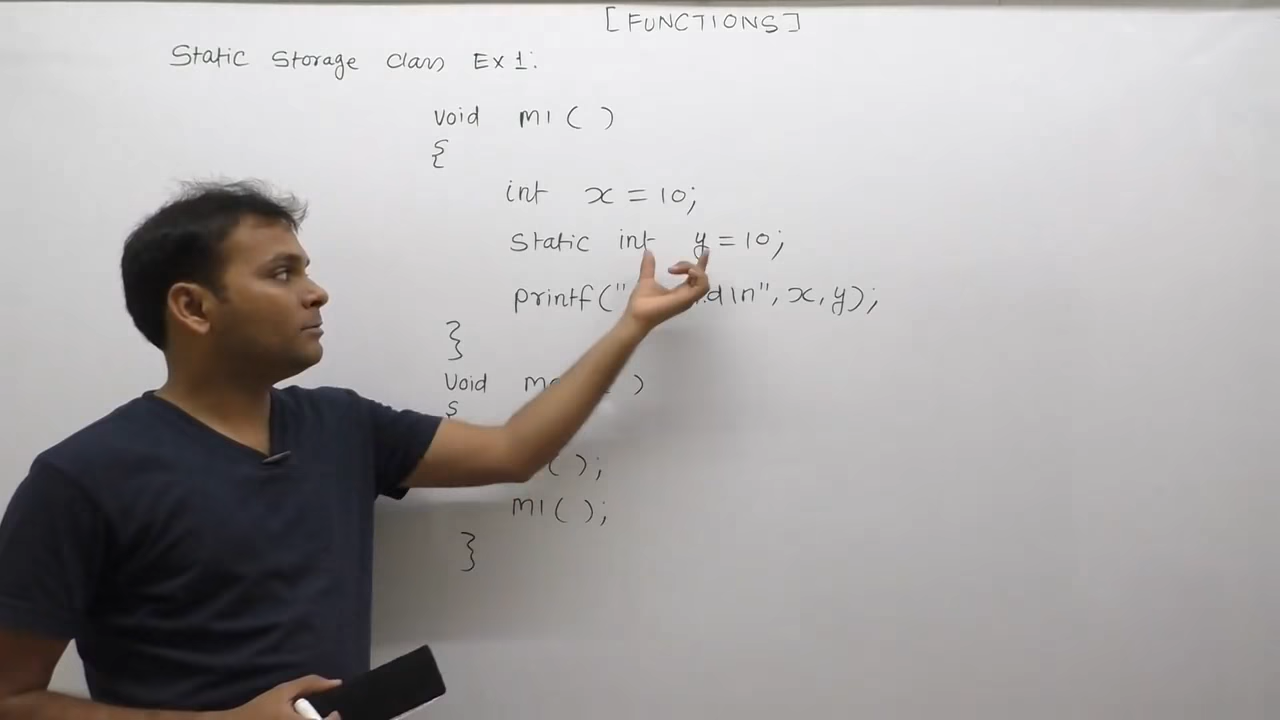 [FUNCTIONS]
Static Storage Class Ex 1:
void m1 ( )
{
int x = 10;
static int y = 10;
printf(" .d\n", x, y);
}
void ( )
{
( );
m1 ( );
}